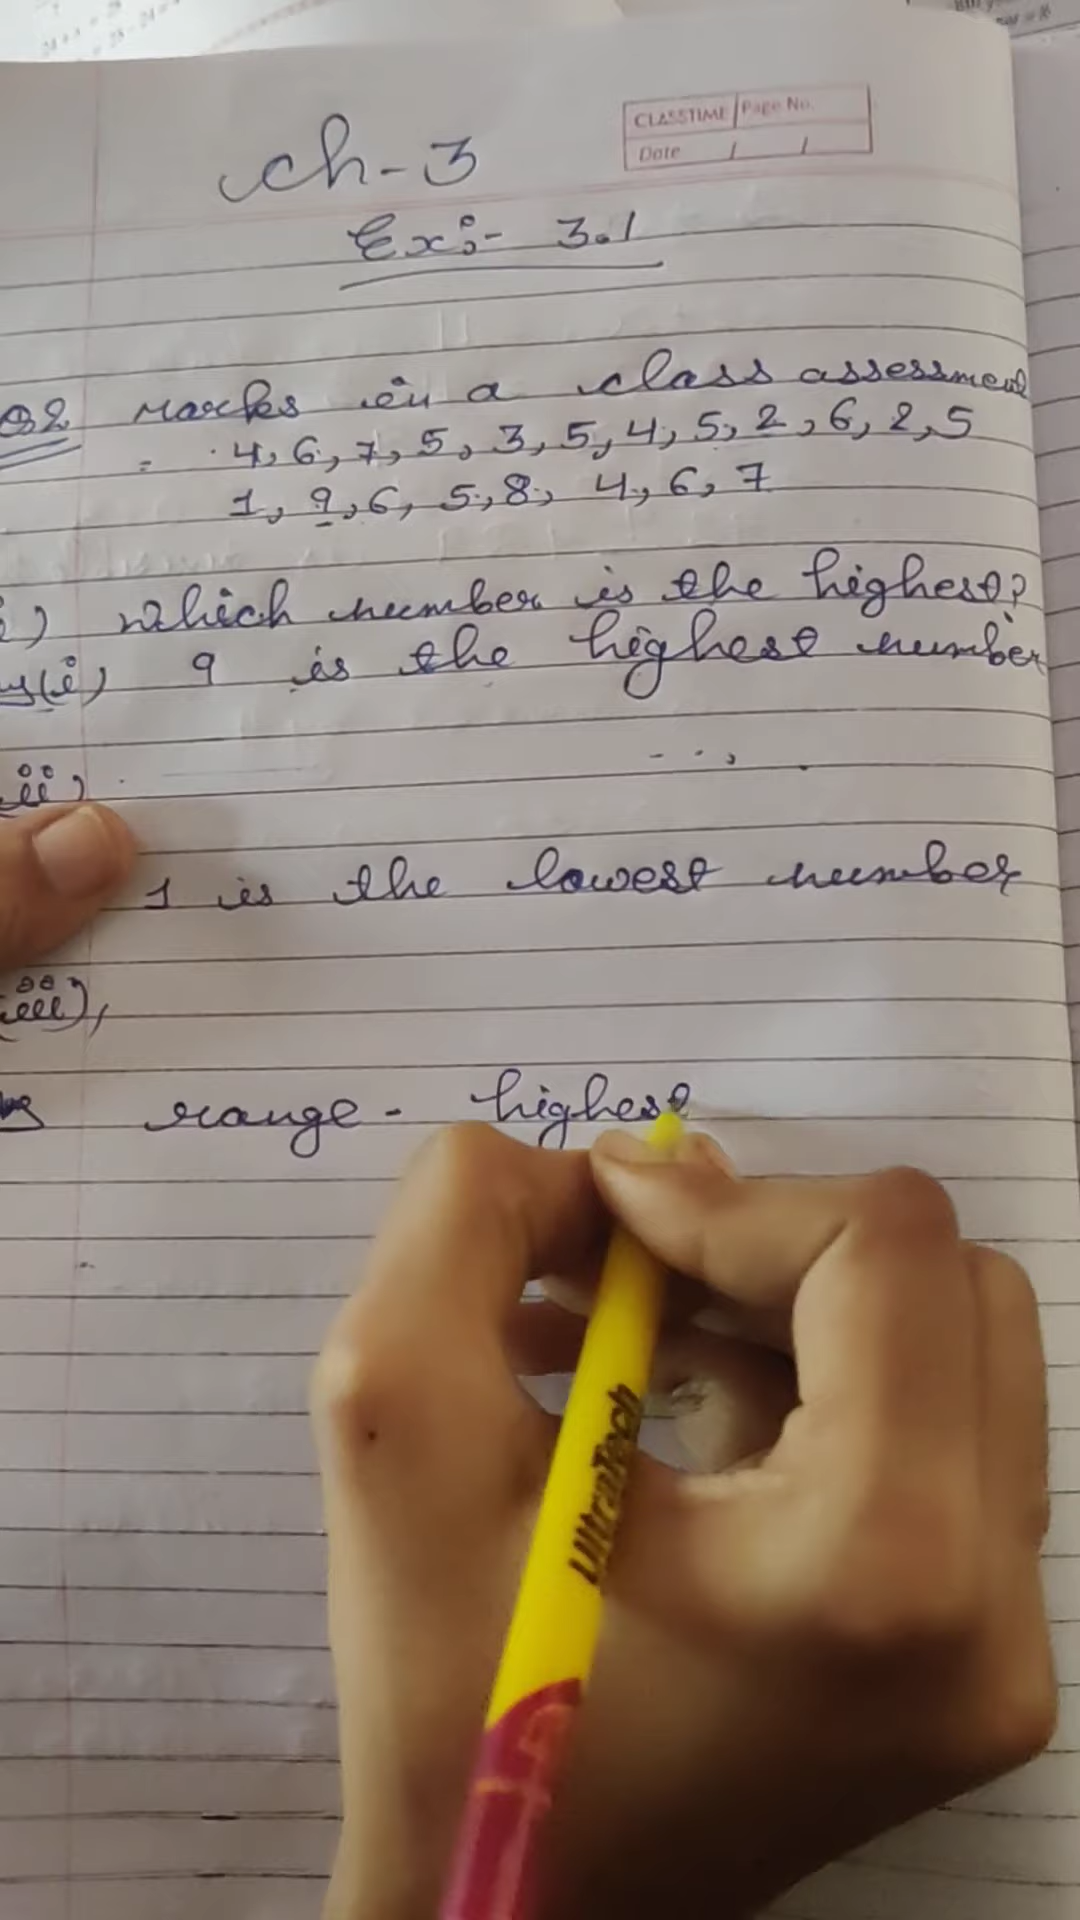 CLASSTIME Page No.
Date / /
Ch-3
Ex:- 3.1
Q2 Marks in a class assessment
= 4, 6, 7, 5, 3, 5, 4, 5, 2, 6, 2, 5
1, 9, 6, 5, 8, 4, 6, 7
i) which number is the highest?
(i) 9 is the highest number
ii)
1 is the lowest number
(iii),
range - highest
UltraTech